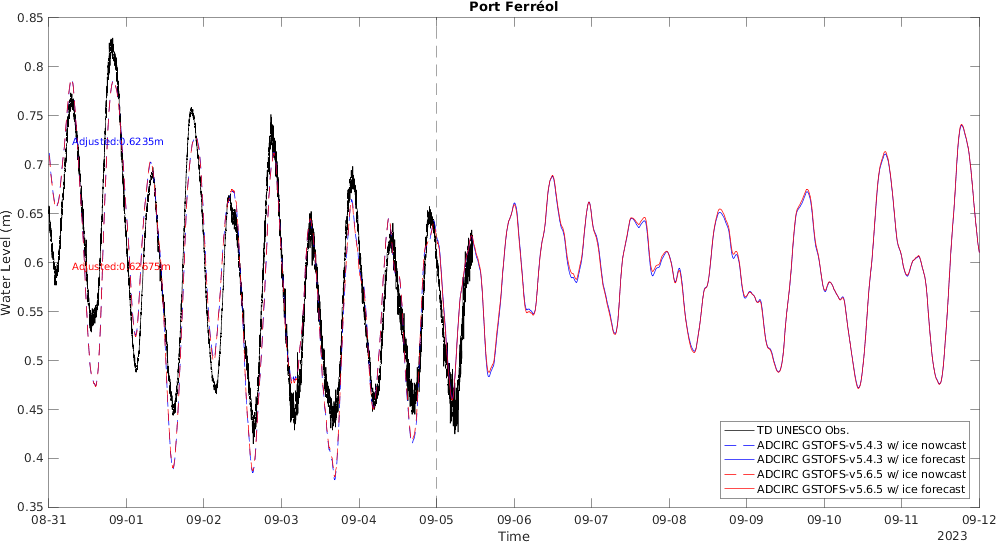 Port Ferréol
0.85
0.8
0.75
0.7
0.65
0.6
0.55
0.5
0.45
0.4
0.35
Water Level (m)
Adjusted:0.6235m
Adjusted:0.62675m
TD UNESCO Obs.
ADCIRC GSTOFS-v5.4.3 w/ ice nowcast
ADCIRC GSTOFS-v5.4.3 w/ ice forecast
ADCIRC GSTOFS-v5.6.5 w/ ice nowcast
ADCIRC GSTOFS-v5.6.5 w/ ice forecast
08-31 09-01 09-02 09-03 09-04 09-05 09-06 09-07 09-08 09-09 09-10 09-11 09-12
Time
2023